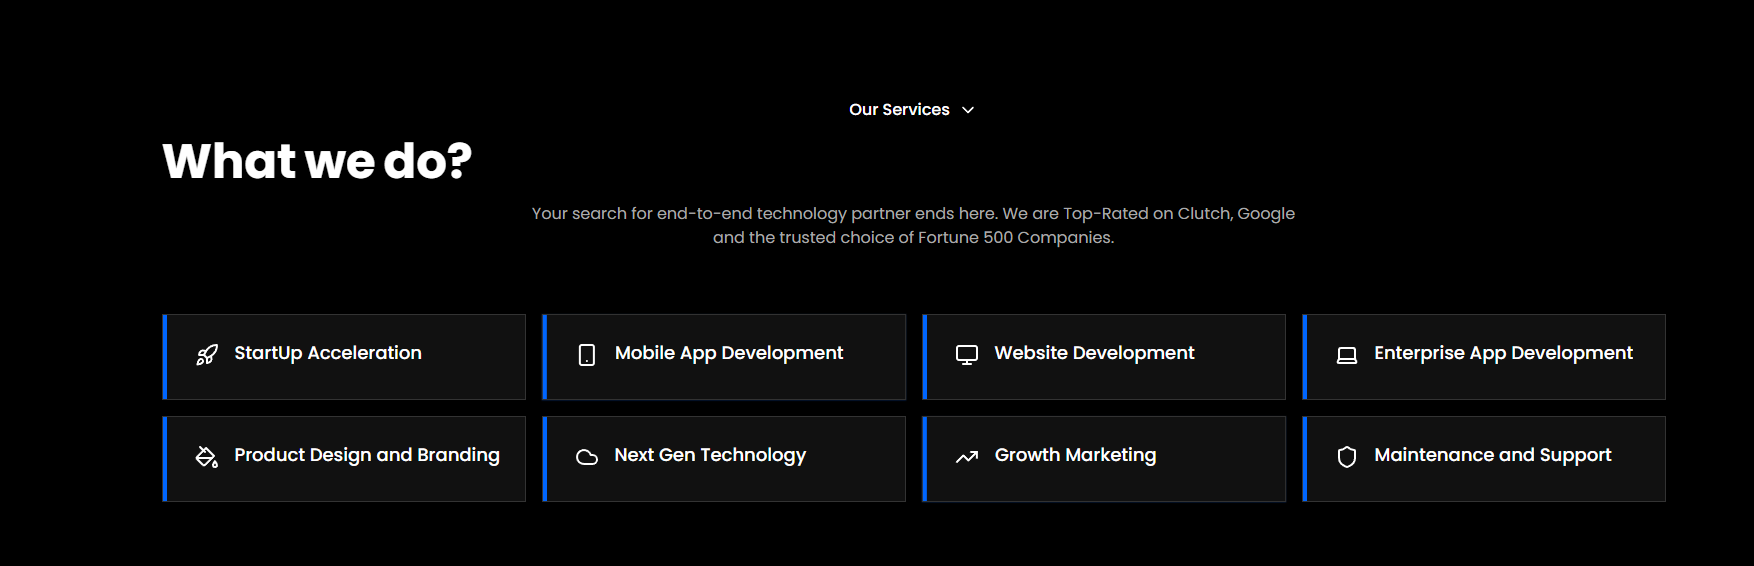 Our Services
What we do?
Your search for end-to-end technology partner ends here. We are Top-Rated on Clutch, Google
and the trusted choice of Fortune 500 Companies.
StartUp Acceleration
Mobile App Development
Website Development
Enterprise App Development
Product Design and Branding
Next Gen Technology
Growth Marketing
Maintenance and Support